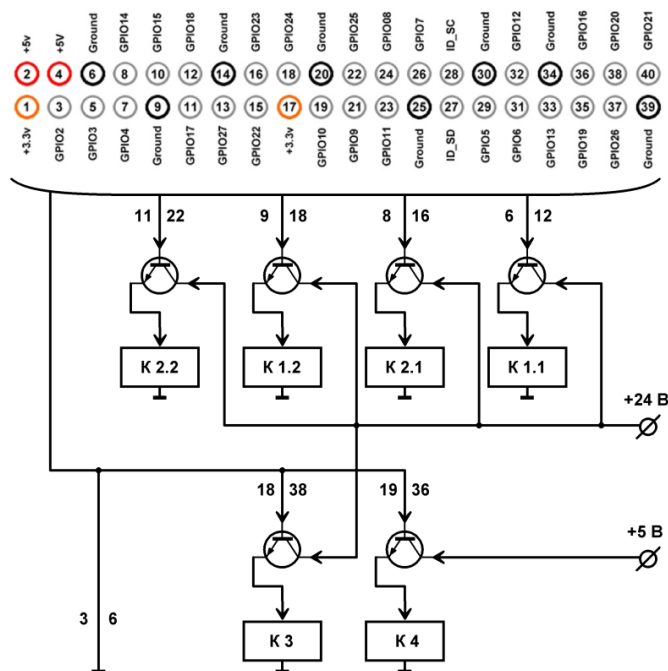 +5v +5V Ground GPIO14 GPIO15 GPIO18 Ground GPIO23 GPIO24 Ground GPIO25 GPIO08 GPIO7 ID_SC Ground GPIO12 Ground GPIO16 GPIO20 GPIO21
2 4 6 8 10 12 14 16 18 20 22 24 26 28 30 32 34 36 38 40
1 3 5 7 9 11 13 15 17 19 21 23 25 27 29 31 33 35 37 39
+3.3v GPIO2 GPIO3 GPIO4 Ground GPIO17 GPIO27 GPIO22 +3.3v GPIO10 GPIO9 GPIO11 Ground ID_SD GPIO5 GPIO6 GPIO13 GPIO19 GPIO26 Ground
11 22 9 18 8 16 6 12
К 2.2 К 1.2 К 2.1 К 1.1
+24 В
18 38 19 36
+5 В
3 6
К 3 К 4